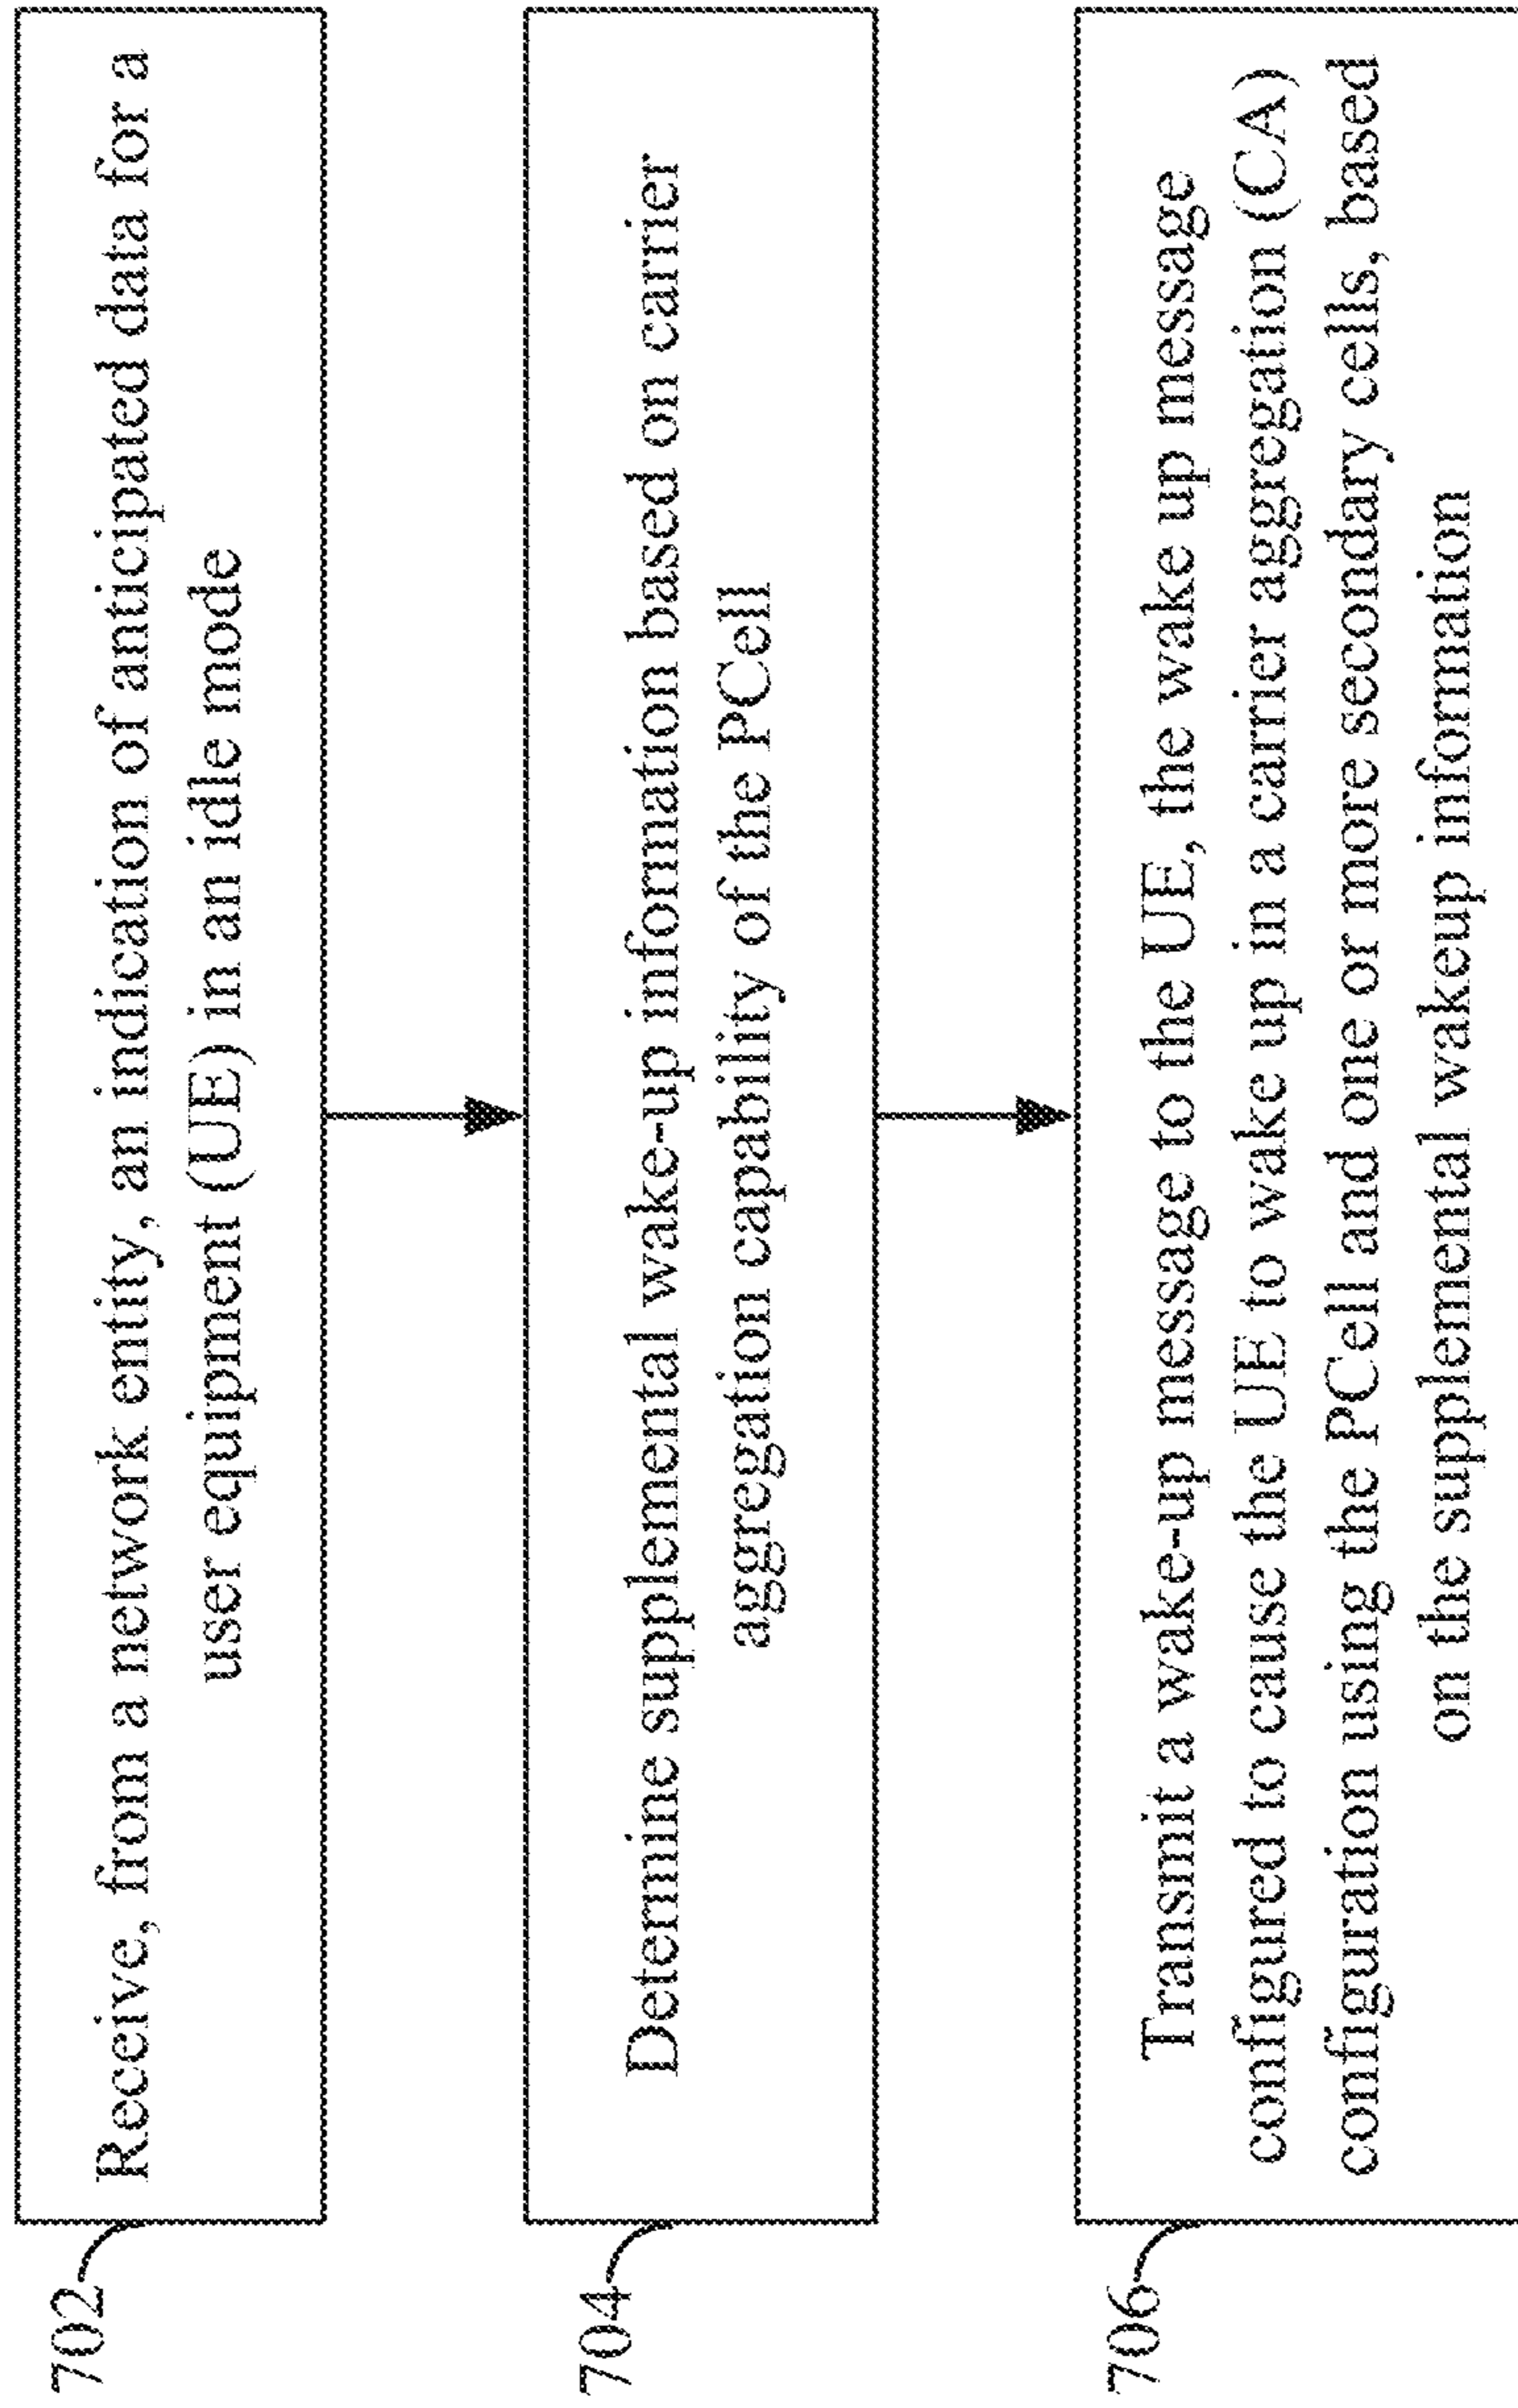 702
Receive, from a network entity, an indication of anticipated data for a
user equipment (UE) in an idle mode
704
Determine supplemental wake-up information based on carrier
aggregation capability of the PCell
706
Transmit a wake-up message to the UE, the wake up message
configured to cause the UE to wake up in a carrier aggregation (CA)
configuration using the PCell and one or more secondary cells, based
on the supplemental wakeup information